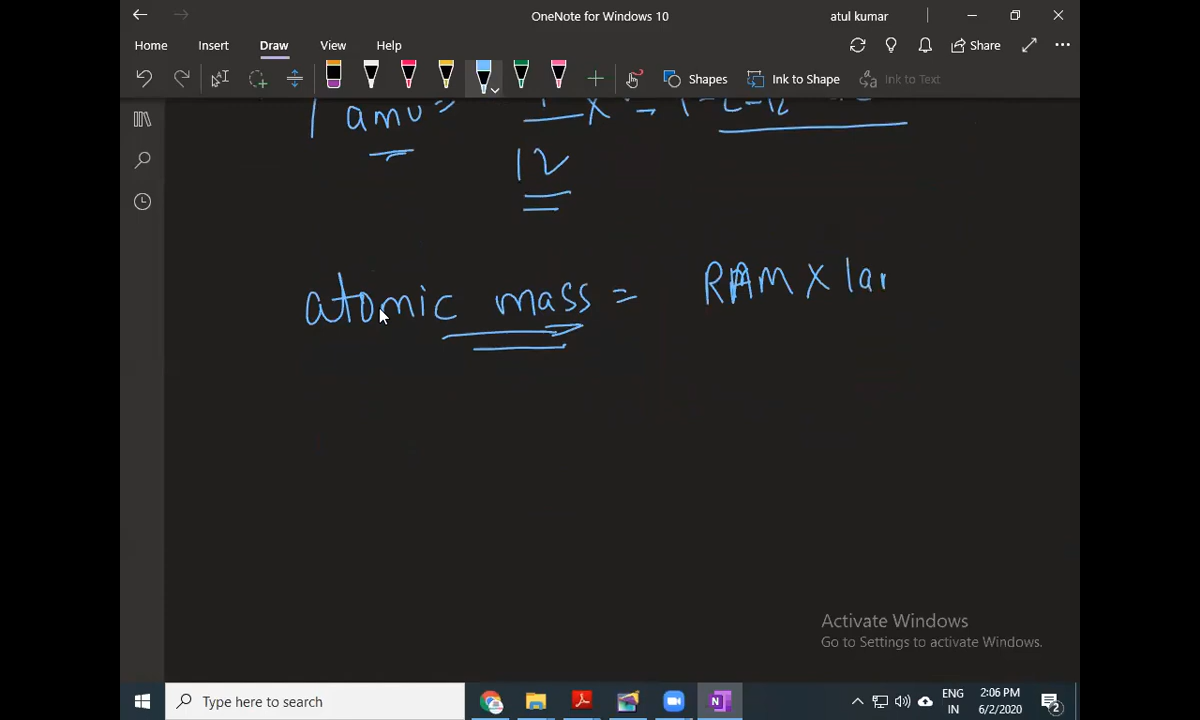 OneNote for Windows 10
atul kumar
Home Insert Draw View Help Share
Shapes Ink to Shape Ink to Text
1 amu =
12
atomic mass = RAM X lar
Activate Windows
Go to Settings to activate Windows.
Type here to search
ENG
IN
2:06 PM
6/2/2020
2